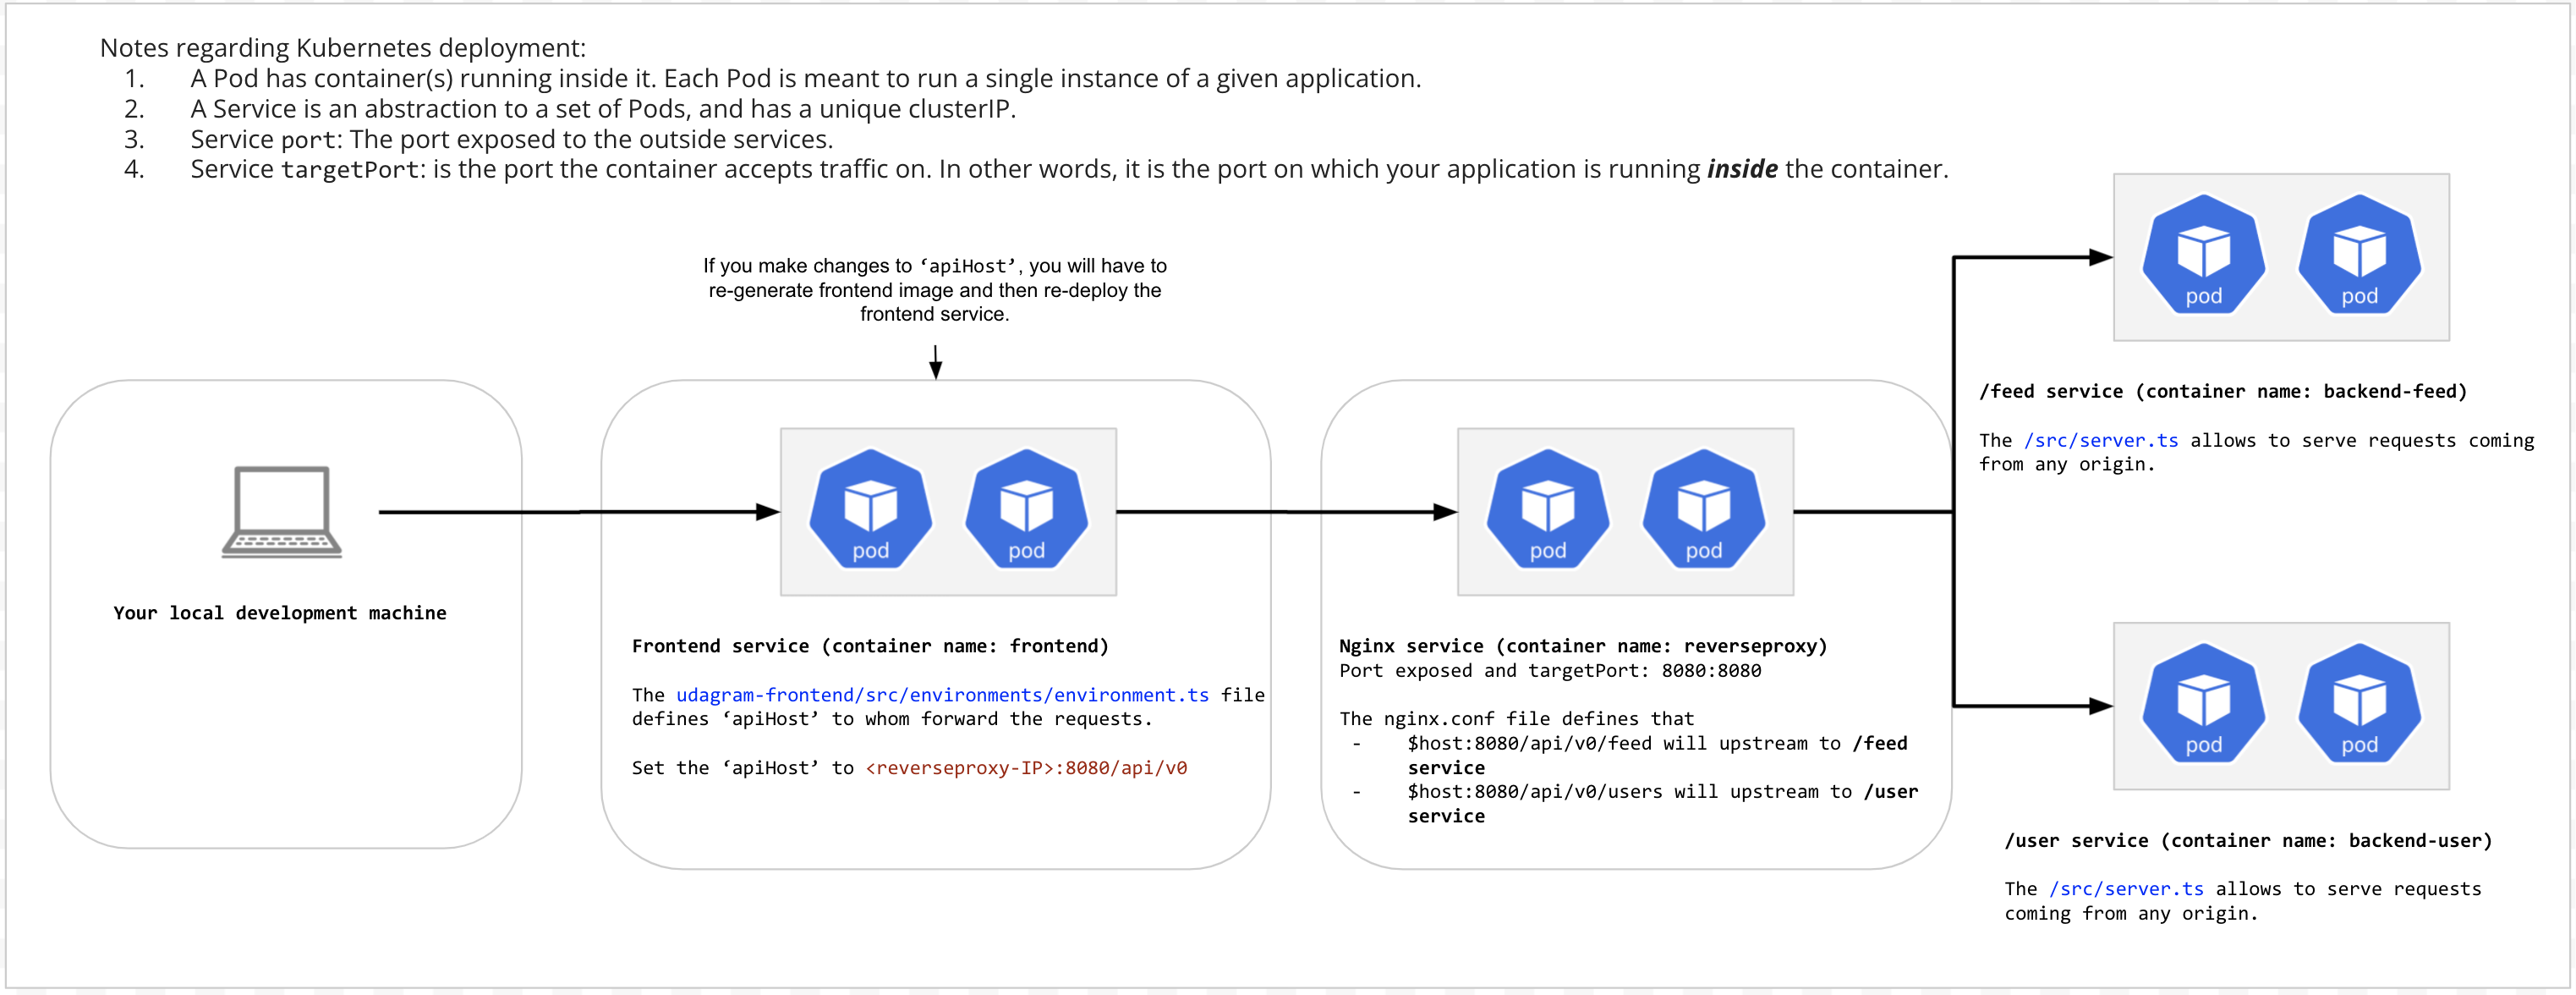 Notes regarding Kubernetes deployment:
1. A Pod has container(s) running inside it. Each Pod is meant to run a single instance of a given application.
2. A Service is an abstraction to a set of Pods, and has a unique clusterIP.
3. Service port: The port exposed to the outside services.
4. Service targetPort: is the port the container accepts traffic on. In other words, it is the port on which your application is running inside the container.
If you make changes to ‘apiHost’, you will have to
re-generate frontend image and then re-deploy the
frontend service.
Your local development machine
pod
pod
Frontend service (container name: frontend)
The udagram-frontend/src/environments/environment.ts file
defines ‘apiHost’ to whom forward the requests.
Set the ‘apiHost’ to <reverseproxy-IP>:8080/api/v0
pod
pod
Nginx service (container name: reverseproxy)
Port exposed and targetPort: 8080:8080
The nginx.conf file defines that
- $host:8080/api/v0/feed will upstream to /feed
service
- $host:8080/api/v0/users will upstream to /user
service
pod
pod
/feed service (container name: backend-feed)
The /src/server.ts allows to serve requests coming
from any origin.
pod
pod
/user service (container name: backend-user)
The /src/server.ts allows to serve requests
coming from any origin.